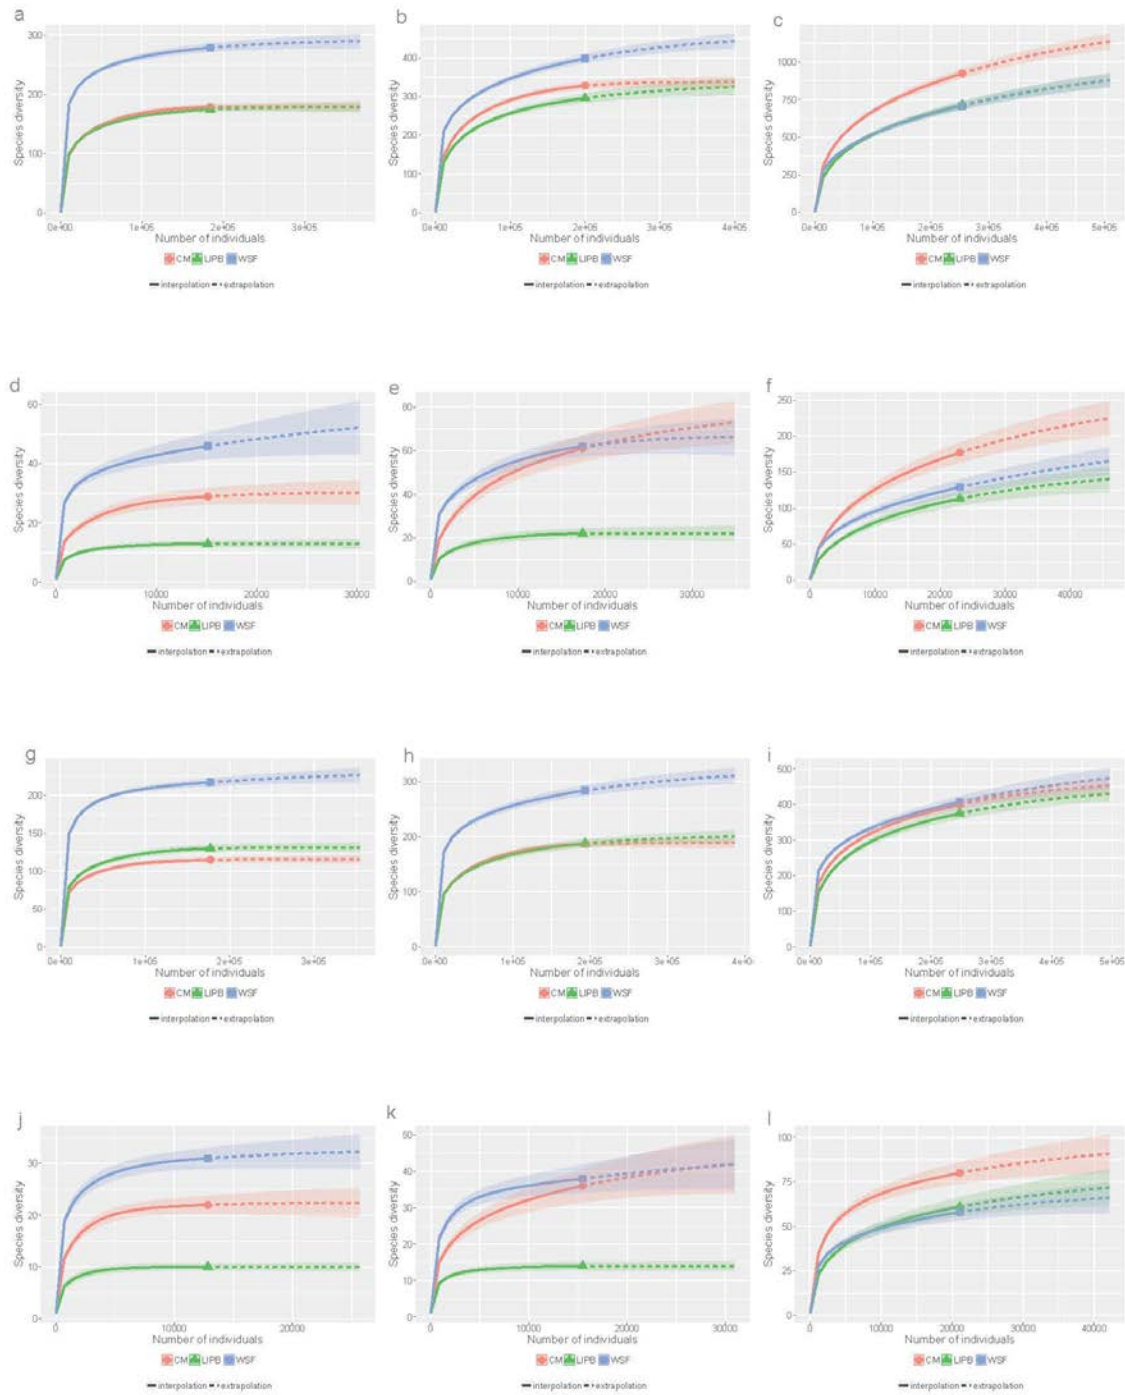 a
b
c
300
200
100
0
Species diversity
0e+00 1e+05 2e+05 3e+05
Number of individuals
CM LIPB WSF
interpolation extrapolation
400
300
200
100
0
Species diversity
0e+00 1e+05 2e+05 3e+05 4e+05
Number of individuals
CM LIPB WSF
interpolation extrapolation
1000
750
500
250
0
Species diversity
0e+00 1e+05 2e+05 3e+05 4e+05 5e+05
Number of individuals
CM LIPB WSF
interpolation extrapolation
d
e
f
60
40
20
0
Species diversity
0 10000 20000 30000
Number of individuals
CM LIPB WSF
interpolation extrapolation
80
60
40
20
0
Species diversity
0 10000 20000 30000
Number of individuals
CM LIPB WSF
interpolation extrapolation
250
200
150
100
50
0
Species diversity
0 10000 20000 30000 40000
Number of individuals
CM LIPB WSF
interpolation extrapolation
g
h
i
200
150
100
50
0
Species diversity
0e+00 1e+05 2e+05 3e+05
Number of individuals
CM LIPB WSF
interpolation extrapolation
300
200
100
0
Species diversity
0e+00 1e+05 2e+05 3e+05 4e+0
Number of individuals
CM LIPB WSF
interpolation extrapolation
500
400
300
200
100
0
Species diversity
0e+00 1e+05 2e+05 3e+05 4e+05 5e+05
Number of individuals
CM LIPB WSF
interpolation extrapolation
j
k
l
30
20
10
0
Species diversity
0 10000 20000
Number of individuals
CM LIPB WSF
interpolation extrapolation
50
40
30
20
10
0
Species diversity
0 10000 20000 30000
Number of individuals
CM LIPB WSF
interpolation extrapolation
100
75
50
25
0
Species diversity
0 10000 20000 30000 40000
Number of individuals
CM LIPB WSF
interpolation extrapolation